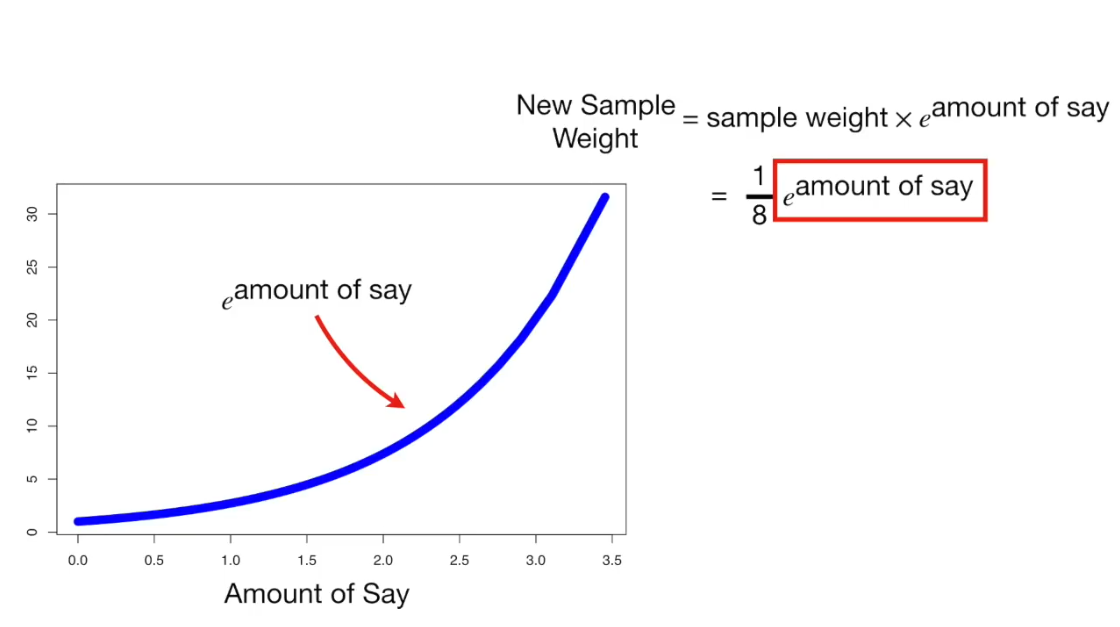 New Sample
Weight
= sample weight × e^amount of say
= 1/8 e^amount of say
e^amount of say
30
25
20
15
10
5
0
0.0 0.5 1.0 1.5 2.0 2.5 3.0 3.5
Amount of Say